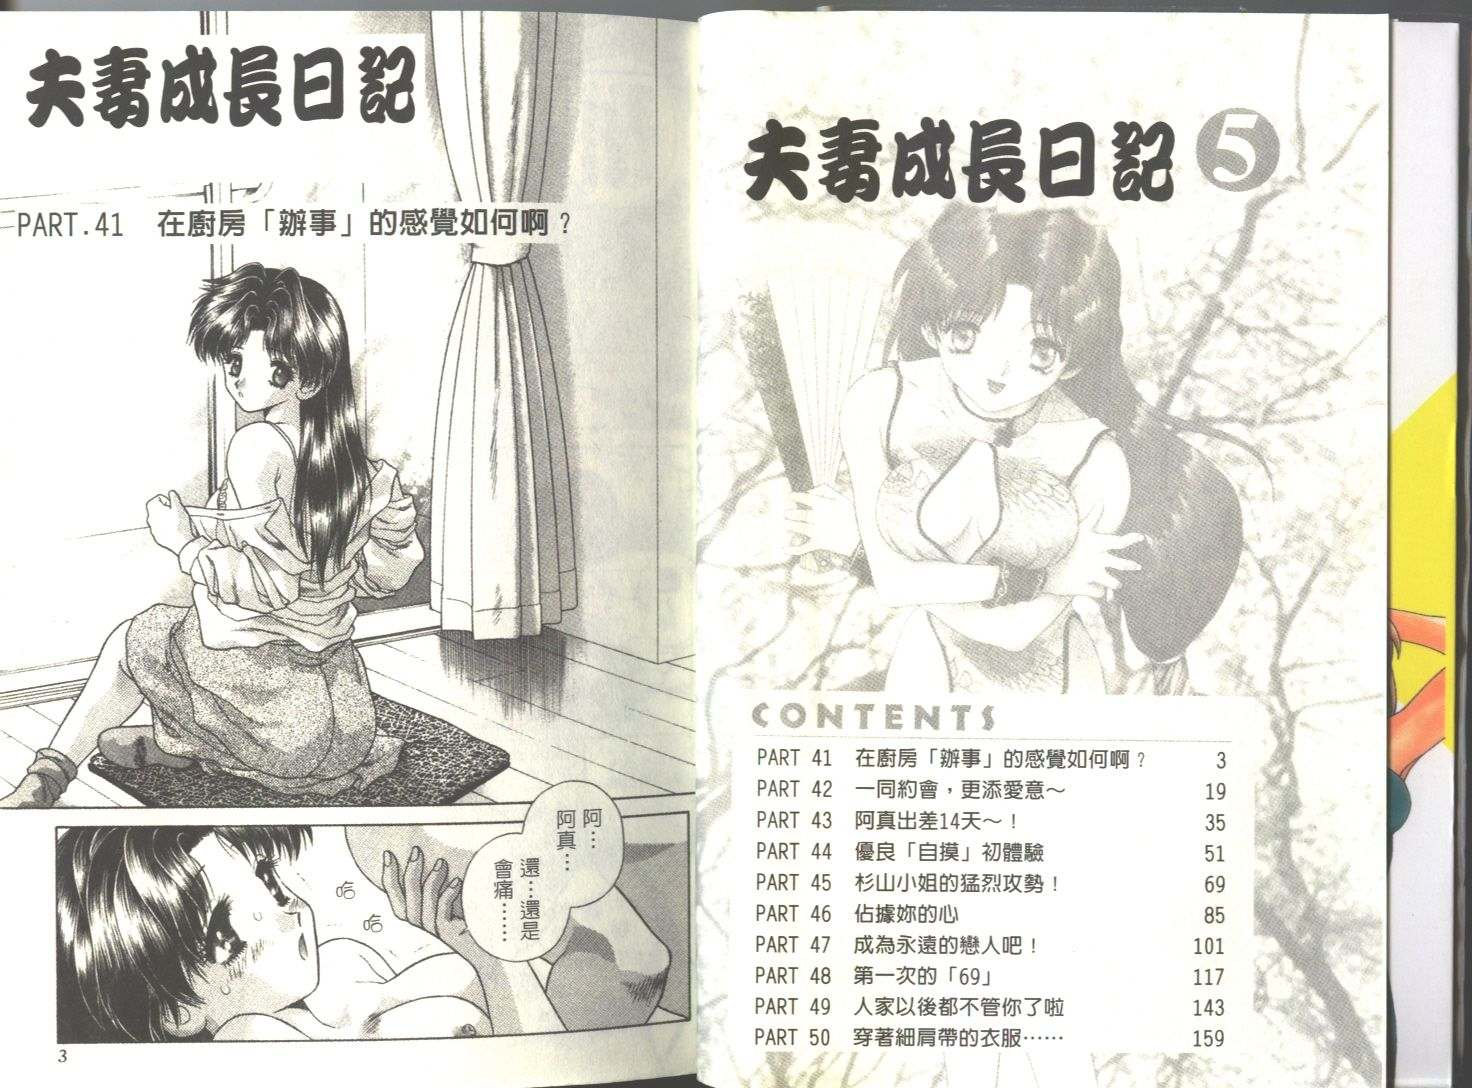 夫妻成長日記 5
CONTENTS
PART 41 在廚房「辦事」的感覺如何啊? 3
PART 42 一同約會，更添愛意～ 19
PART 43 阿真出差14天～! 35
PART 44 優良「自摸」初體驗 51
PART 45 杉山小姐的猛烈攻勢! 69
PART 46 佔據妳的心 85
PART 47 成為永遠的戀人吧! 101
PART 48 第一次的「69」 117
PART 49 人家以後都不管你了啦 143
PART 50 穿著細肩帶的衣服⋯⋯ 159
夫妻成長日記
PART.41 在廚房「辦事」的感覺如何啊?
阿⋯
阿真⋯
還⋯還是
會痛⋯⋯
哈
哈
3